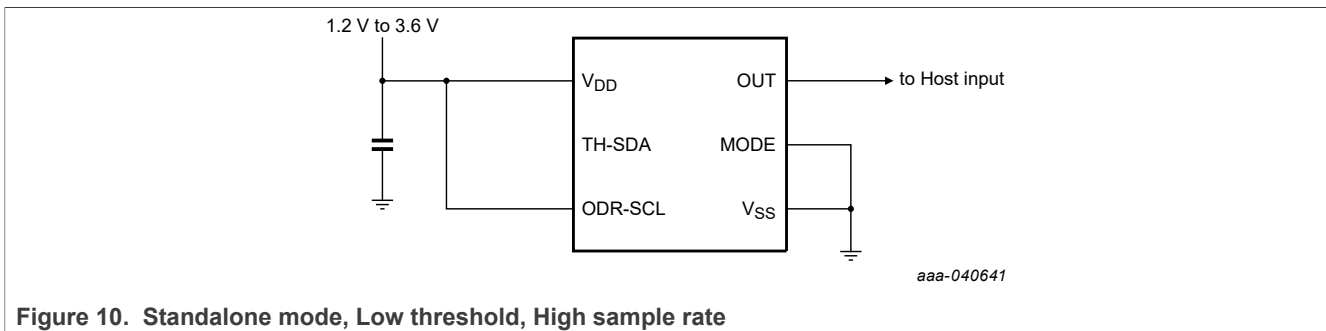 1.2 V to 3.6 V
VDD
OUT
to Host input
TH-SDA
MODE
ODR-SCL
VSS
aaa-040641
Figure 10. Standalone mode, Low threshold, High sample rate